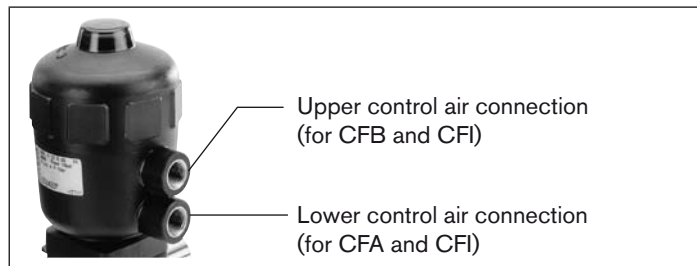 Upper control air connection
(for CFB and CFI)
Lower control air connection
(for CFA and CFI)